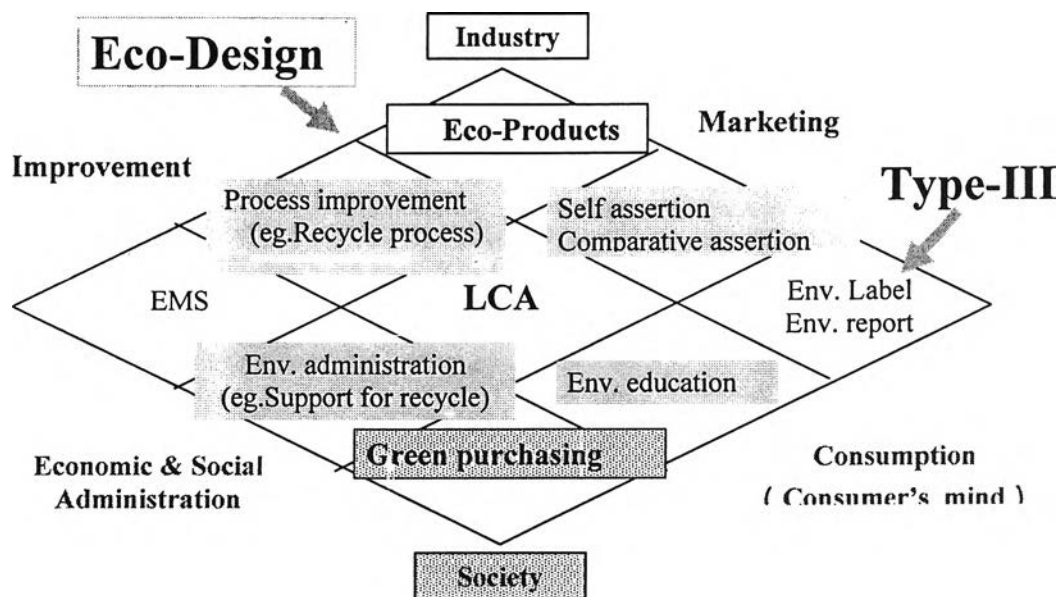 Industry
Eco-Design
Eco-Products
Marketing
Improvement
Type-III
Process improvement
(eg.Recycle process)
Self assertion
Comparative assertion
EMS
LCA
Env. Label
Env. report
Env. administration
(eg.Support for recycle)
Env. education
Green purchasing
Economic & Social
Administration
Consumption
( Consumer's mind )
Society